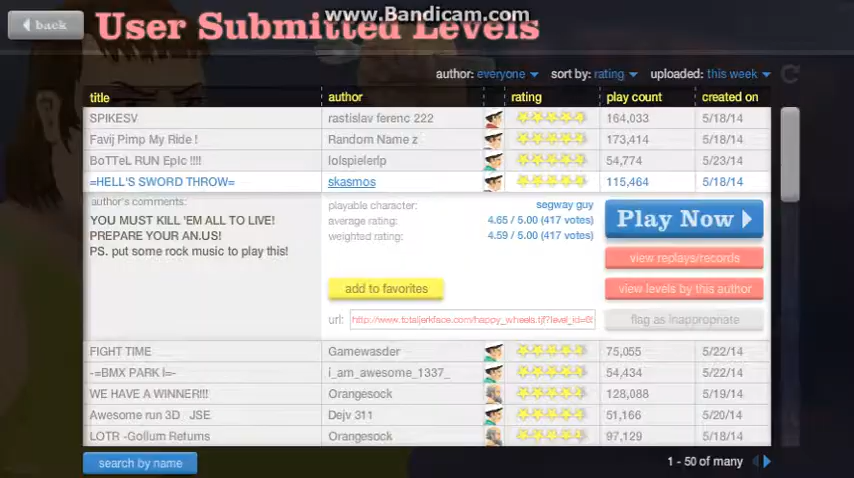 www.Bandicam.com
back
User Submitted Levels
author: everyone sort by: rating uploaded: this week
title author rating play count created on
SPIKESV rastislav ferenc 222 164,033 5/18/14
Favij Pimp My Ride ! Random Name z 173,414 5/18/14
BoTTeL RUN EpIc !!!! lolspielerlp 54,774 5/23/14
=HELL'S SWORD THROW= skasmos 115,464 5/18/14
author's comments:
YOU MUST KILL 'EM ALL TO LIVE!
PREPARE YOUR AN.US!
PS. put some rock music to play this!
playable character: segway guy
average rating: 4.65 / 5.00 (417 votes)
weighted rating: 4.59 / 5.00 (417 votes)
add to favorites
url: http://www.totaljerkface.com/happy_wheels.tjf?level_id=
Play Now
view replays/records
view levels by this author
flag as inappropriate
FIGHT TIME Gamewasder 75,055 5/22/14
-=BMX PARK I=- i_am_awesome_1337_ 54,434 5/22/14
WE HAVE A WINNER!!! Orangesock 128,088 5/19/14
Awesome run 3D JSE Dejv 311 51,166 5/20/14
LOTR -Gollum Returns Orangesock 97,129 5/18/14
search by name
1 - 50 of many